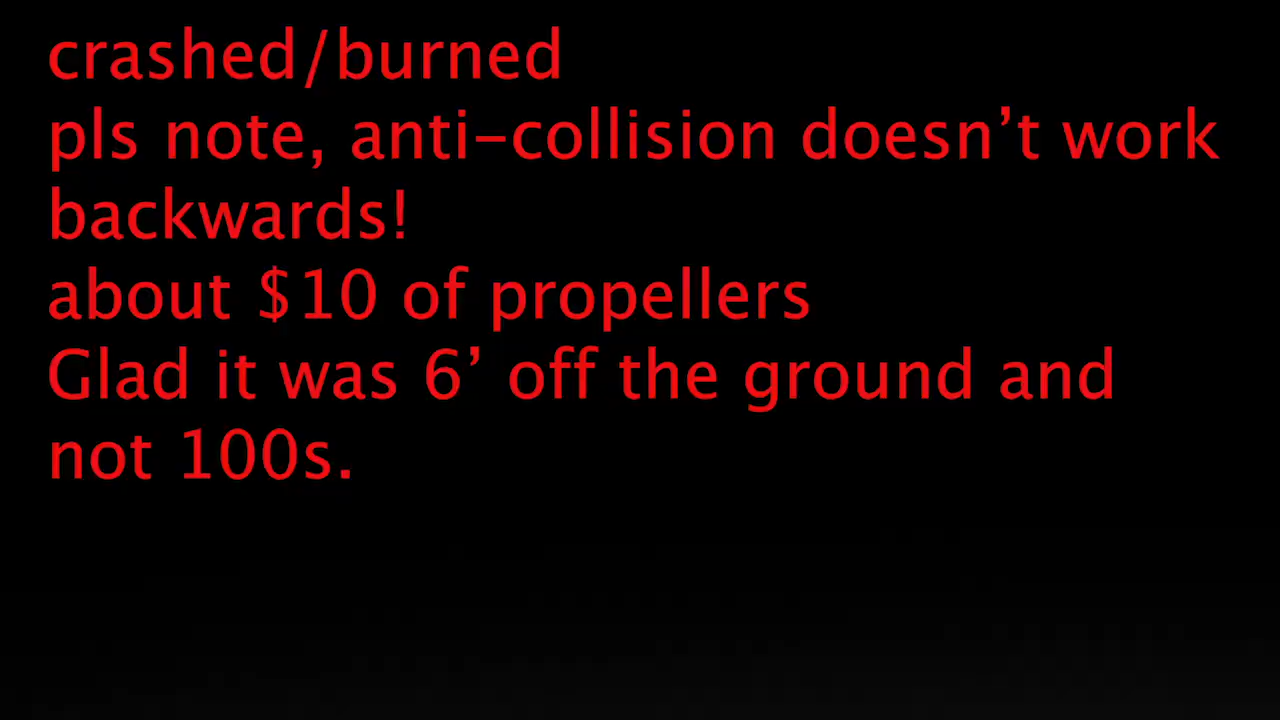 crashed/burned
pls note, anti-collision doesn’t work
backwards!
about $10 of propellers
Glad it was 6’ off the ground and
not 100s.